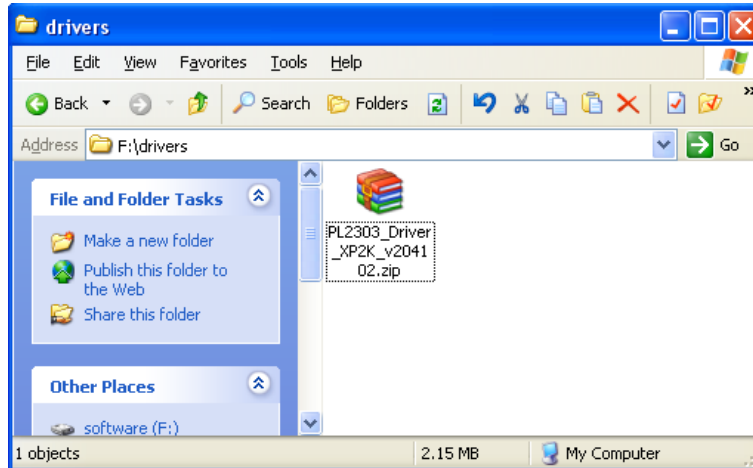 drivers
File Edit View Favorites Tools Help
Back Search Folders »
Address F:\drivers Go
File and Folder Tasks
Make a new folder
Publish this folder to
the Web
Share this folder
Other Places
software (F:)
PL2303_Driver
_XP2K_v2041
02.zip
1 objects 2.15 MB My Computer